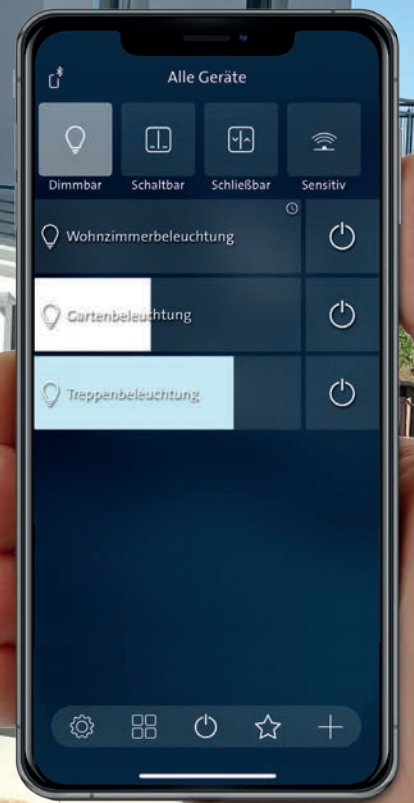 Alle Geräte
Dimmbar Schaltbar Schließbar Sensitiv
Wohnzimmerbeleuchtung
Gartenbeleuchtung
Treppenbeleuchtung